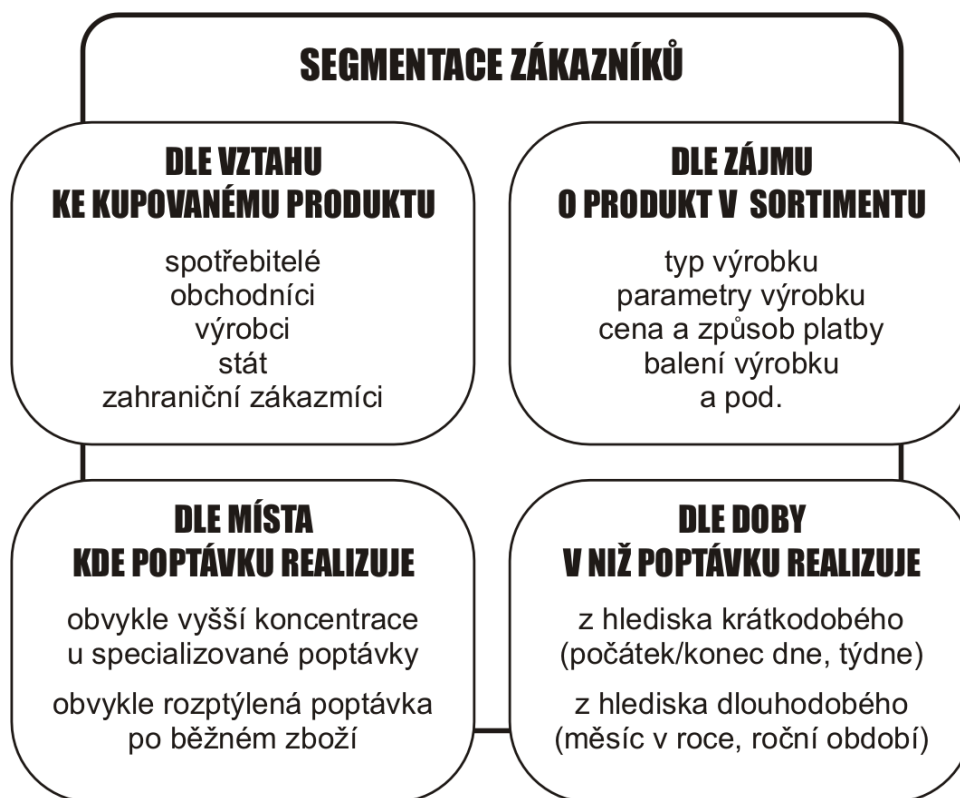 SEGMENTACE ZÁKAZNÍKŮ
DLE VZTAHU
KE KUPOVANÉMU PRODUKTU
spotřebitelé
obchodníci
výrobci
stát
zahraniční zákazmíci
DLE ZÁJMU
O PRODUKT V SORTIMENTU
typ výrobku
parametry výrobku
cena a způsob platby
balení výrobku
a pod.
DLE MÍSTA
KDE POPTÁVKU REALIZUJE
obvykle vyšší koncentrace
u specializované poptávky
obvykle rozptýlená poptávka
po běžném zboží
DLE DOBY
V NIŽ POPTÁVKU REALIZUJE
z hlediska krátkodobého
(počátek/konec dne, týdne)
z hlediska dlouhodobého
(měsíc v roce, roční období)